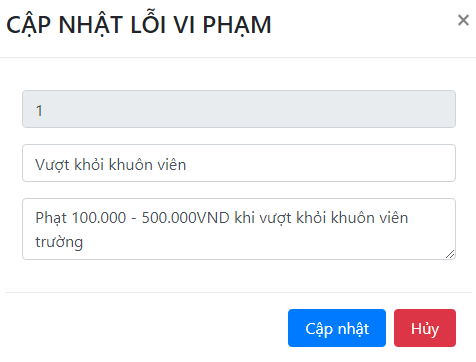 CẬP NHẬT LỖI VI PHẠM
×
1
Vượt khỏi khuôn viên
Phạt 100.000 - 500.000VND khi vượt khỏi khuôn viên
trường
Cập nhật
Hủy